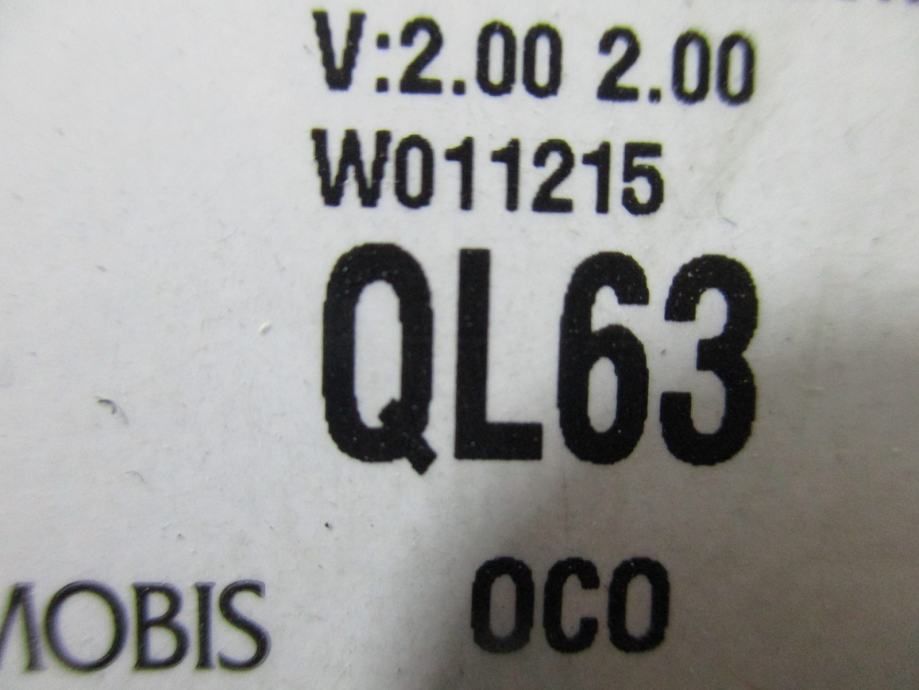 V:2.00 2.00
W011215
QL63
MOBIS OCO